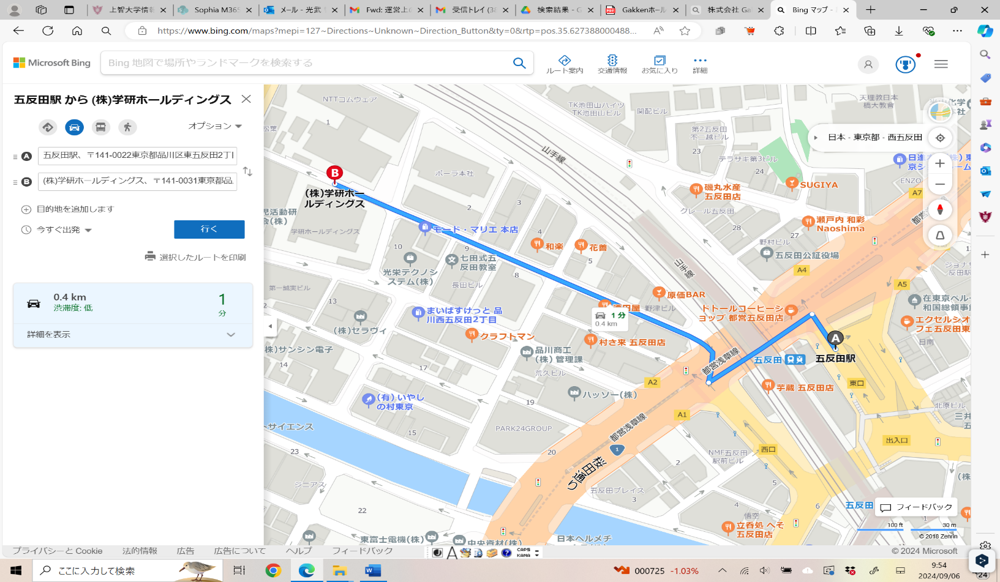 上智大学情
Sophia M365
メール - 光武
Fwd: 運営上の
受信トレイ (38
検索結果 - G
Gakkenホール
株式会社 Ga
Bing マップ -
https://www.bing.com/maps?mepi=127~Directions~Unknown~Direction_Button&ty=0&rtp=pos.35.627388000488...
Microsoft Bing
Bing 地図で場所やランドマークを検索する
ルート案内
交通情報
お気に入り
詳細
五反田駅 から (株)学研ホールディングス
オプション
A
五反田駅、〒141-0022東京都品川区東五反田2丁目
B
(株)学研ホールディングス、〒141-0031東京都品
目的地を追加します
今すぐ出発
行く
選択したルートを印刷
0.4 km
渋滞度: 低
1
分
詳細を表示
NTTコムウェア
松葉
1
TK池田山ハイツ
TK池田山ビル
関配ビル
天理教日本
橋大教会
第2五反田
不二越ビル
23
日本 - 東京都 - 西五反田
山手線
テラサキ第3ビル
24
ENZO
A7
B
(株)学研ホー
ルディングス
ポーラ本社
2
3
磯丸水産
五反田店
SUGIYA
クレール五反田
瀬戸内 和彩
Naoshima
28
27
児活動研
会(株)
学研ホールディングス
モード・マリエ 本店
4
和楽
花善
5
野村ビル
五反田公証役場
A4
10
9
七田式五
反田教室
光栄テクノシ
ステム(株)
長田ビル
8
山手線
A5
第一誠実ビル
13
原価BAR
野津ビル
ドトールコーヒーシ
ョップ 都営五反田店
在東京ペル
和国総領事
エクセルシオ
フェ五反田東
日南
まいばすけっと 品
川西五反田2丁目
(株)セラヴィ
クラフトマン
1 分
0.4 km
村さ来 五反田店
株)サンシン電子
14
品川商工
(株) 管理課
荒久ビル
17
A
五反田駅
五反田
都営浅草線
A2
東口
芋蔵 五反田店
ハッソー(株)
19
(有) いやし
の村東京
北原ビル
A1
PARK24GROUP
都営浅草線
トサイエンス
15
23
20
1
桜田通り
出入口
西口
NMF五反田
駅前ビル
2
ジニアス
五反田プレイス
3
5
22
4
6
五反田
フィードバック
1
悟空
立呑処 へそ
五反田店
100 ft
30 m
© 2018 Zenrin
東富士電機(株)
中央資材(株)
日本ヘルメチ
プライバシーと Cookie
法的情報
広告
広告について
ヘルプ
フィードバック
A
CAPS
KANA
© 2024 Microsoft
ここに入力して検索
000725
-1.03%
9:54
2024/09/06
24